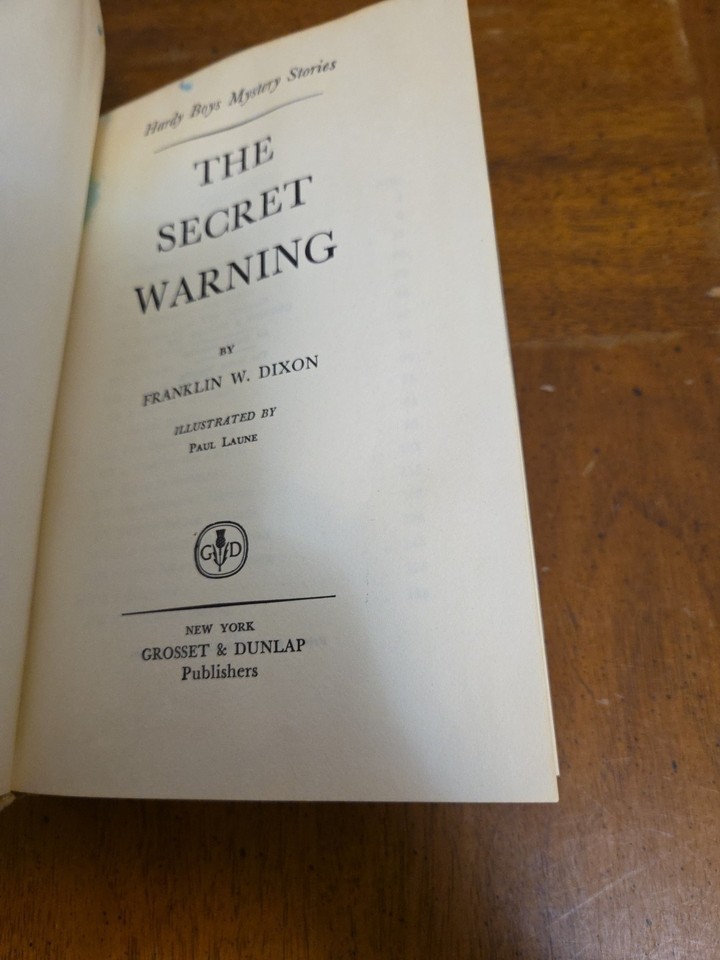 Hardy Boys Mystery Stories
THE
SECRET
WARNING
BY
FRANKLIN W. DIXON
ILLUSTRATED BY
PAUL LAUNE
G D
NEW YORK
GROSSET & DUNLAP
Publishers